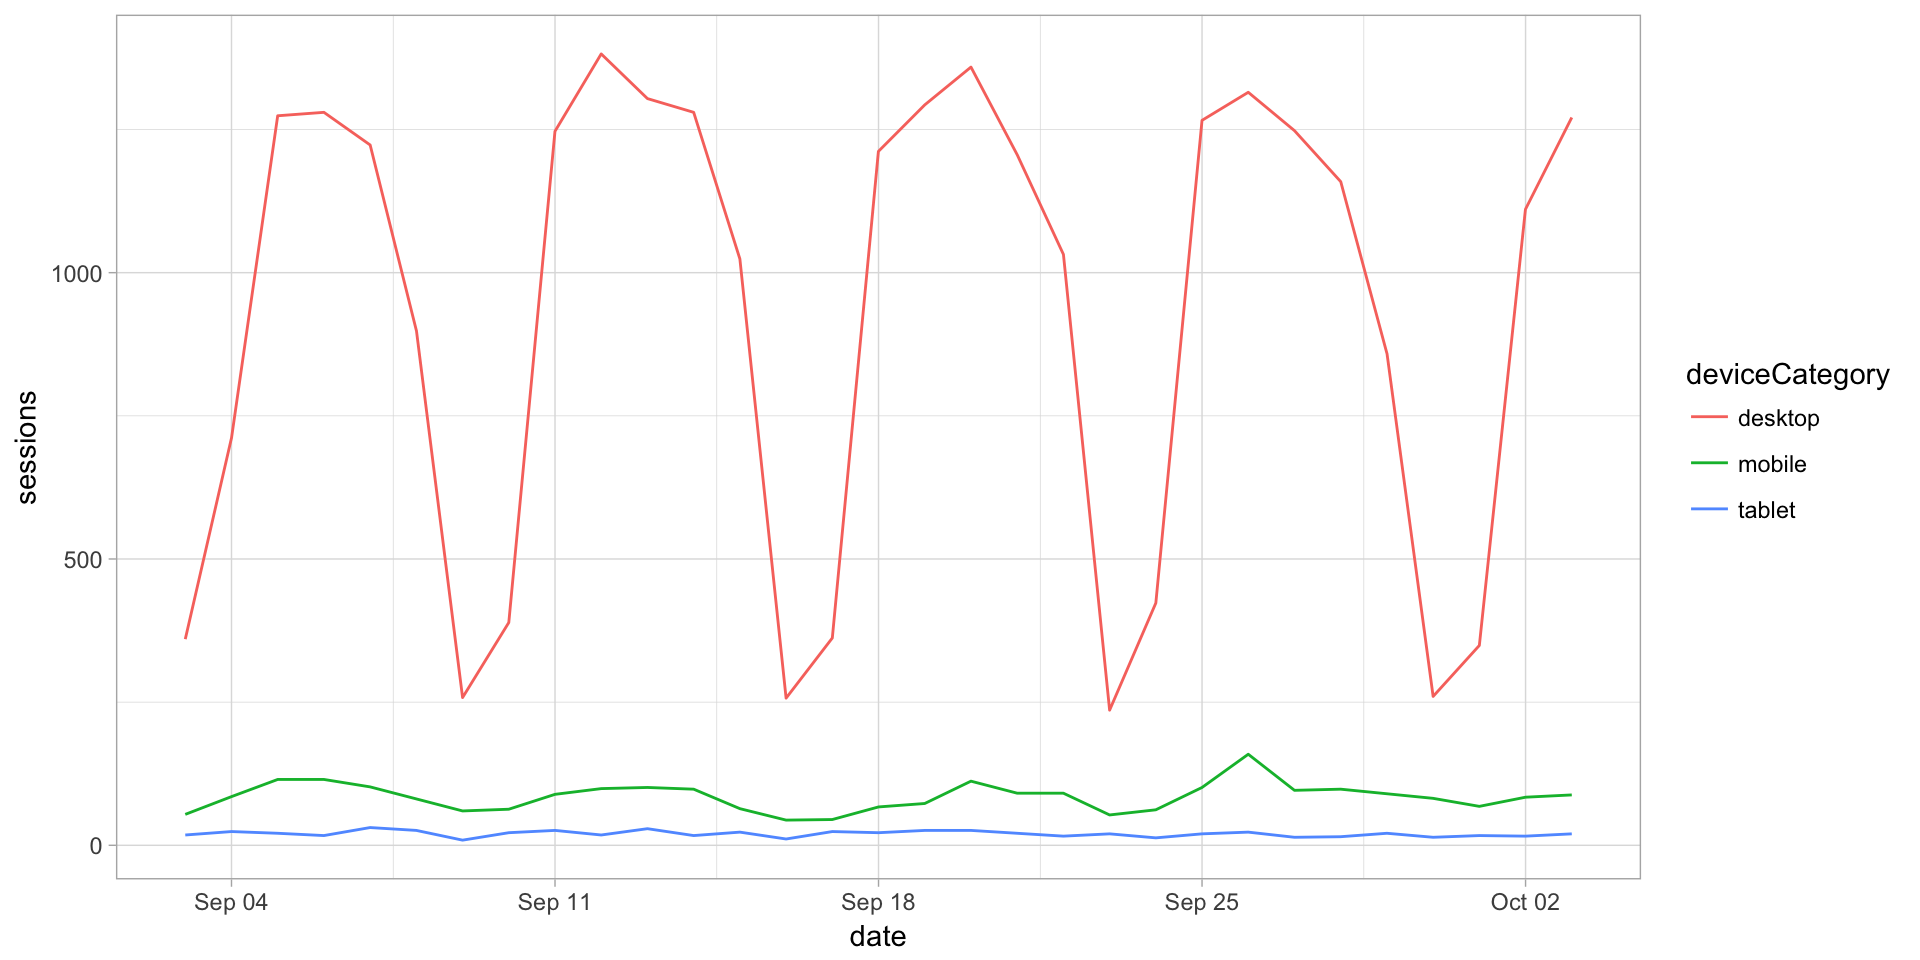 sessions
1000
500
0
Sep 04
Sep 11
Sep 18
Sep 25
Oct 02
date
deviceCategory
desktop
mobile
tablet